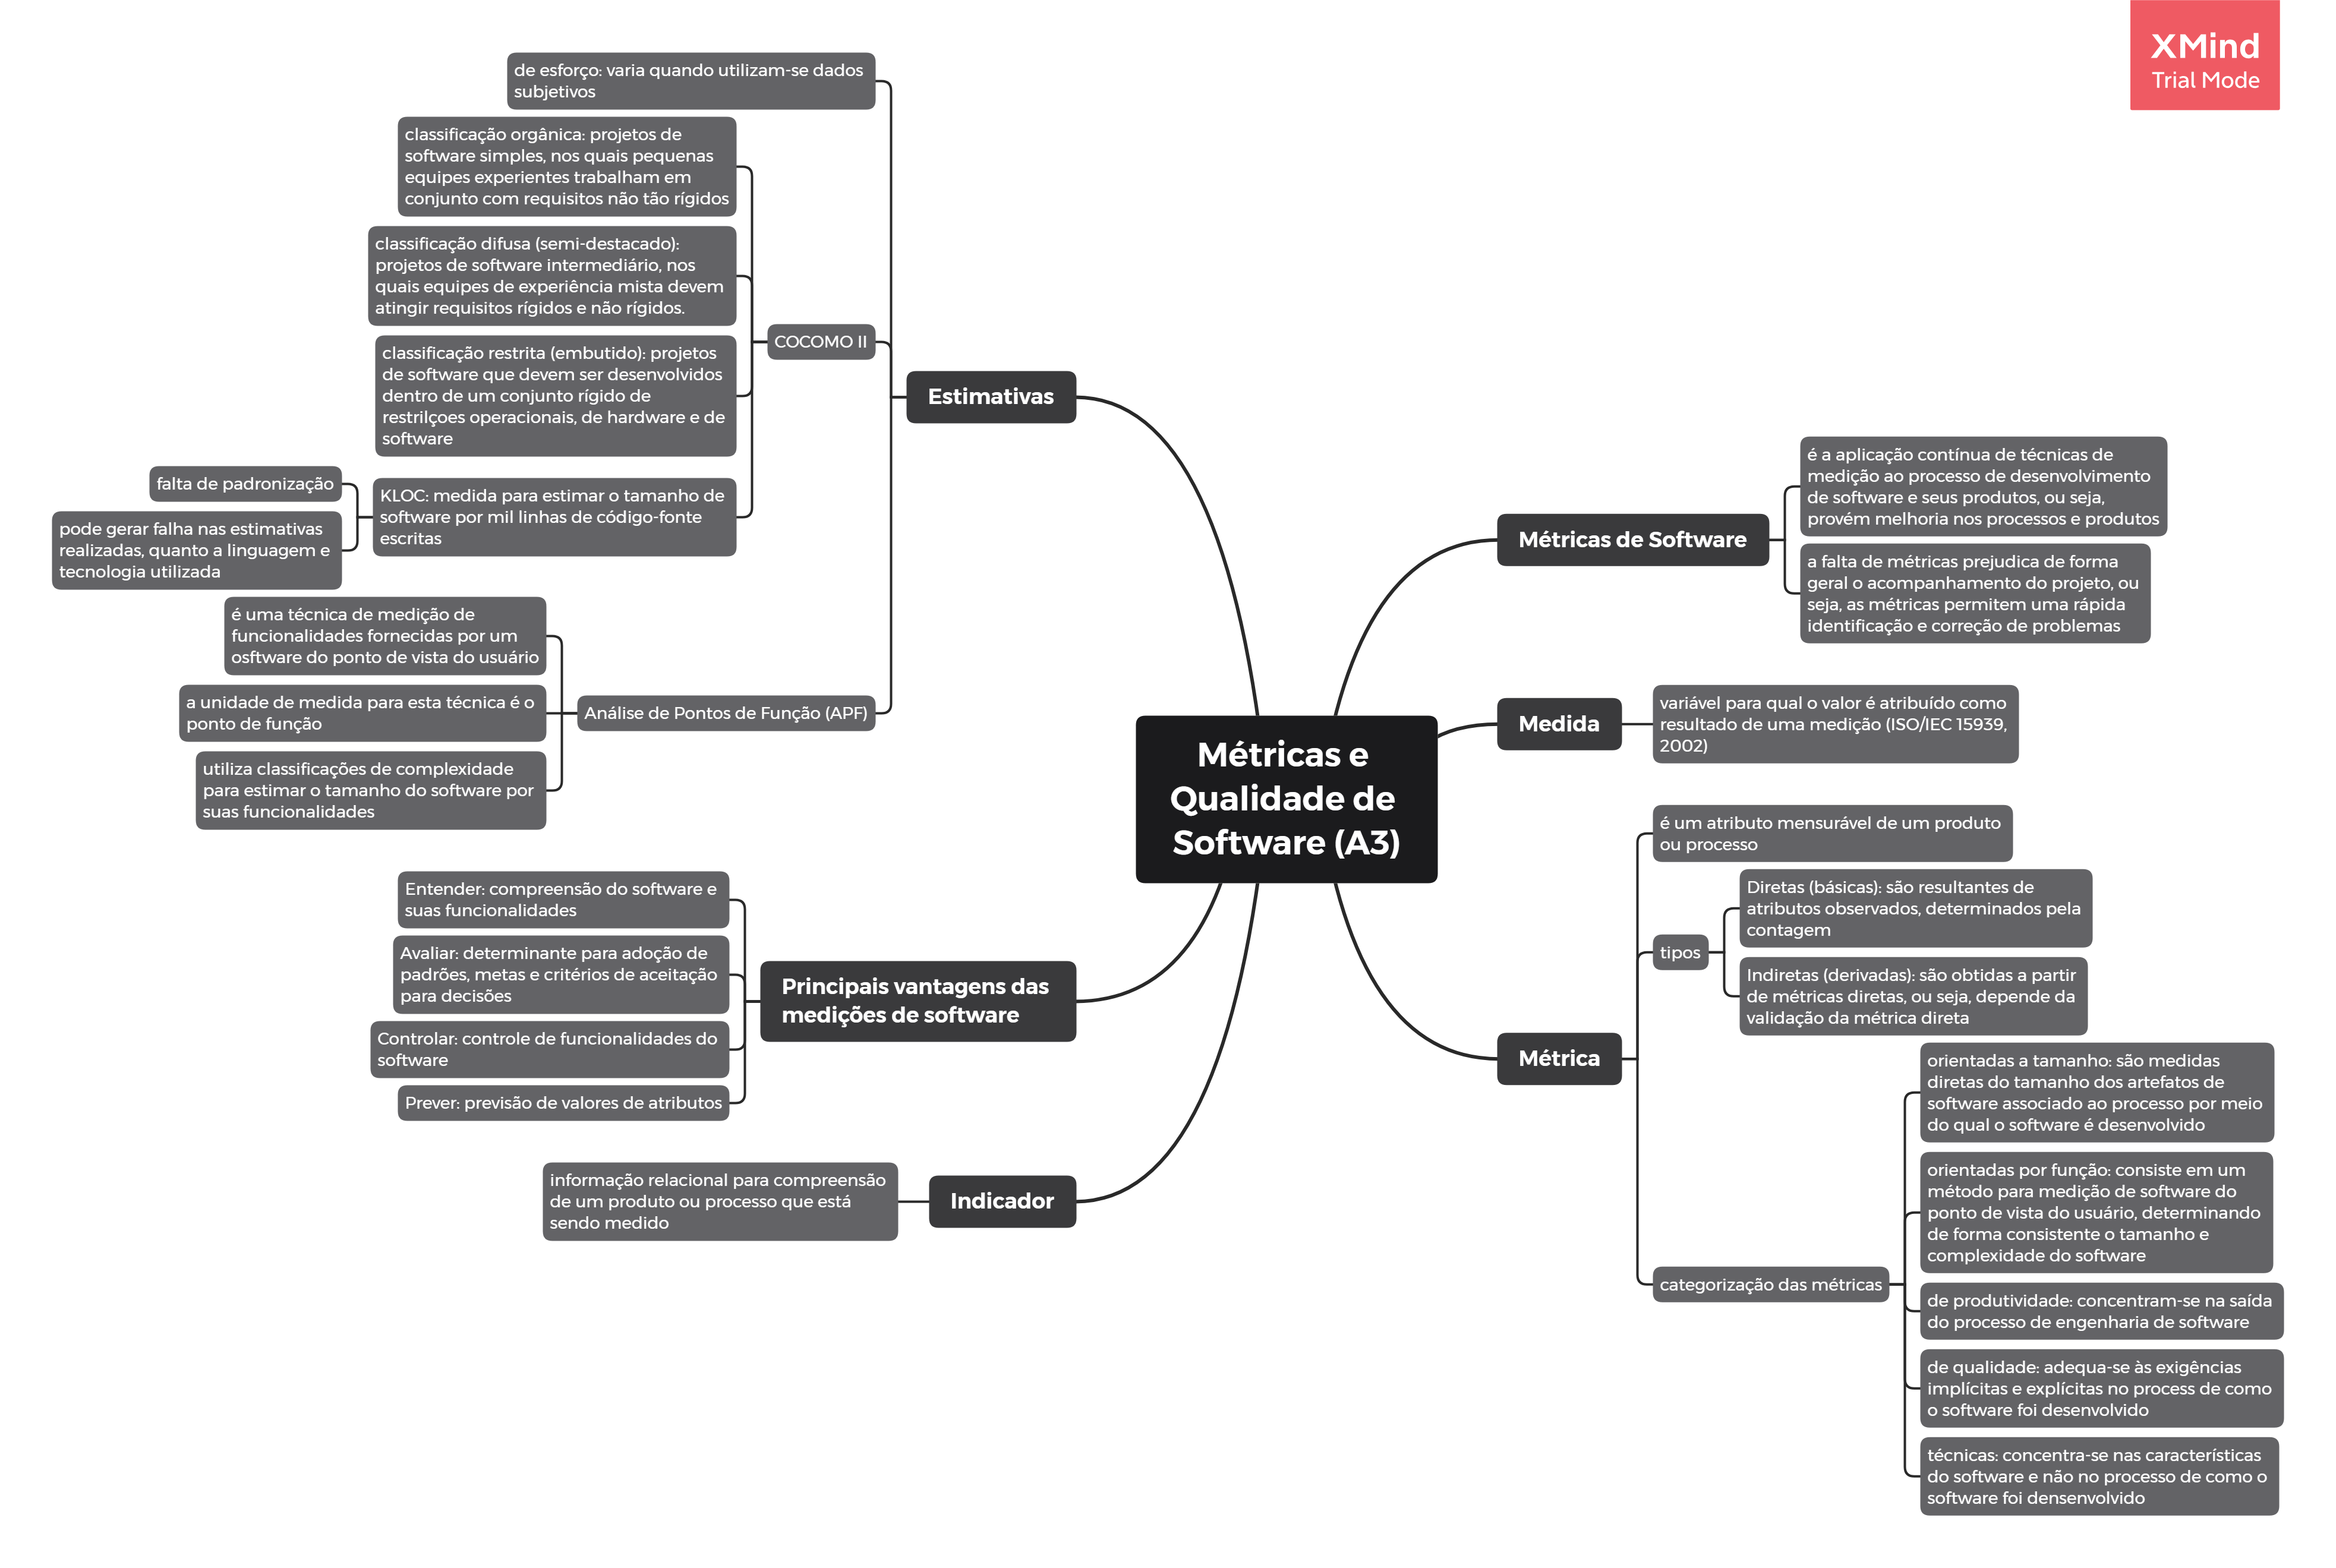 XMind
Trial Mode
Métricas e
Qualidade de
Software (A3)
Métricas de Software
é a aplicação contínua de técnicas de
medição ao processo de desenvolvimento
de software e seus produtos, ou seja,
provém melhoria nos processos e produtos
a falta de métricas prejudica de forma
geral o acompanhamento do projeto, ou
seja, as métricas permitem uma rápida
identificação e correção de problemas
Medida
variável para qual o valor é atribuído como
resultado de uma medição (ISO/IEC 15939,
2002)
Métrica
é um atributo mensurável de um produto
ou processo
tipos
Diretas (básicas): são resultantes de
atributos observados, determinados pela
contagem
Indiretas (derivadas): são obtidas a partir
de métricas diretas, ou seja, depende da
validação da métrica direta
categorização das métricas
orientadas a tamanho: são medidas
diretas do tamanho dos artefatos de
software associado ao processo por meio
do qual o software é desenvolvido
orientadas por função: consiste em um
método para medição de software do
ponto de vista do usuário, determinando
de forma consistente o tamanho e
complexidade do software
de produtividade: concentram-se na saída
do processo de engenharia de software
de qualidade: adequa-se às exigências
implícitas e explícitas no process de como
o software foi desenvolvido
técnicas: concentra-se nas características
do software e não no processo de como o
software foi densenvolvido
Estimativas
de esforço: varia quando utilizam-se dados
subjetivos
COCOMO II
classificação orgânica: projetos de
software simples, nos quais pequenas
equipes experientes trabalham em
conjunto com requisitos não tão rígidos
classificação difusa (semi-destacado):
projetos de software intermediário, nos
quais equipes de experiência mista devem
atingir requisitos rígidos e não rígidos.
classificação restrita (embutido): projetos
de software que devem ser desenvolvidos
dentro de um conjunto rígido de
restrilçoes operacionais, de hardware e de
software
KLOC: medida para estimar o tamanho de
software por mil linhas de código-fonte
escritas
falta de padronização
pode gerar falha nas estimativas
realizadas, quanto a linguagem e
tecnologia utilizada
Análise de Pontos de Função (APF)
é uma técnica de medição de
funcionalidades fornecidas por um
osftware do ponto de vista do usuário
a unidade de medida para esta técnica é o
ponto de função
utiliza classificações de complexidade
para estimar o tamanho do software por
suas funcionalidades
Principais vantagens das
medições de software
Entender: compreensão do software e
suas funcionalidades
Avaliar: determinante para adoção de
padrões, metas e critérios de aceitação
para decisões
Controlar: controle de funcionalidades do
software
Prever: previsão de valores de atributos
Indicador
informação relacional para compreensão
de um produto ou processo que está
sendo medido